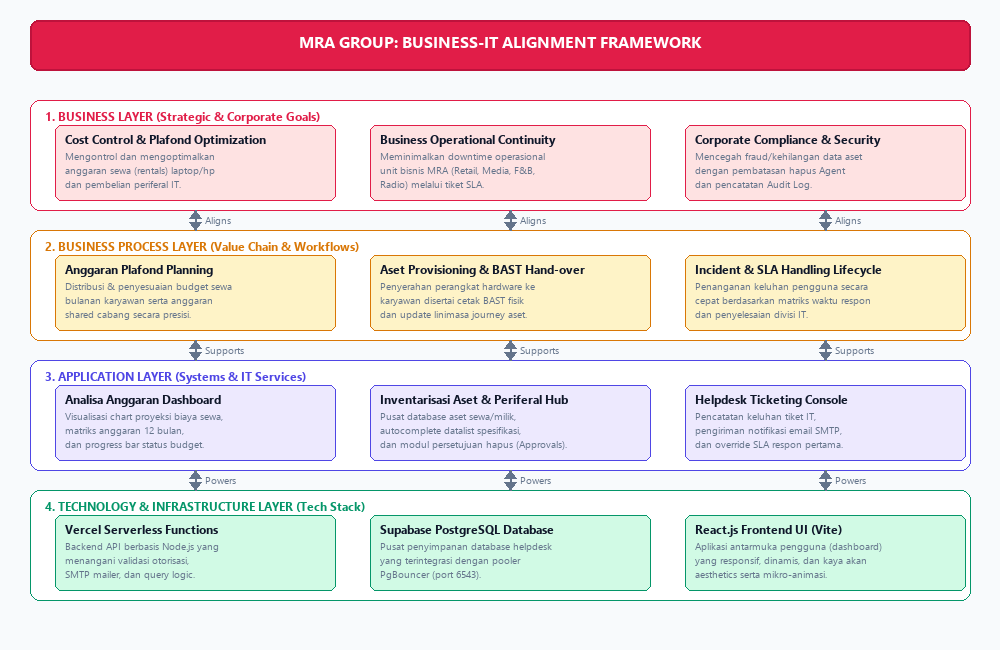 MRA GROUP: BUSINESS-IT ALIGNMENT FRAMEWORK
1. BUSINESS LAYER (Strategic & Corporate Goals)
Cost Control & Plafond Optimization
Mengontrol dan mengoptimalkan
anggaran sewa (rentals) laptop/hp
dan pembelian periferal IT.
Business Operational Continuity
Meminimalkan downtime operasional
unit bisnis MRA (Retail, Media, F&B,
Radio) melalui tiket SLA.
Corporate Compliance & Security
Mencegah fraud/kehilangan data aset
dengan pembatasan hapus Agent
dan pencatatan Audit Log.
Aligns
Aligns
Aligns
2. BUSINESS PROCESS LAYER (Value Chain & Workflows)
Anggaran Plafond Planning
Distribusi & penyesuaian budget sewa
bulanan karyawan serta anggaran
shared cabang secara presisi.
Aset Provisioning & BAST Hand-over
Penyerahan perangkat hardware ke
karyawan disertai cetak BAST fisik
dan update linimasa journey aset.
Incident & SLA Handling Lifecycle
Penanganan keluhan pengguna secara
cepat berdasarkan matriks waktu respon
dan penyelesaian divisi IT.
Supports
Supports
Supports
3. APPLICATION LAYER (Systems & IT Services)
Analisa Anggaran Dashboard
Visualisasi chart proyeksi biaya sewa,
matriks anggaran 12 bulan,
dan progress bar status budget.
Inventarisasi Aset & Periferal Hub
Pusat database aset sewa/milik,
autocomplete datalist spesifikasi,
dan modul persetujuan hapus (Approvals).
Helpdesk Ticketing Console
Pencatatan keluhan tiket IT,
pengiriman notifikasi email SMTP,
dan override SLA respon pertama.
Powers
Powers
Powers
4. TECHNOLOGY & INFRASTRUCTURE LAYER (Tech Stack)
Vercel Serverless Functions
Backend API berbasis Node.js yang
menangani validasi otorisasi,
SMTP mailer, dan query logic.
Supabase PostgreSQL Database
Pusat penyimpanan database helpdesk
yang terintegrasi dengan pooler
PgBouncer (port 6543).
React.js Frontend UI (Vite)
Aplikasi antarmuka pengguna (dashboard)
yang responsif, dinamis, dan kaya akan
aesthetics serta mikro-animasi.